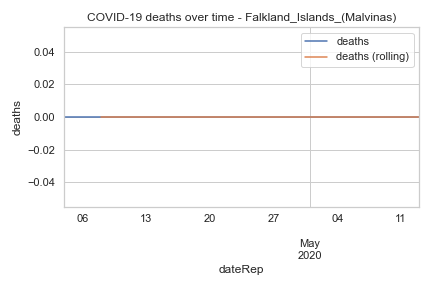 COVID-19 deaths over time - Falkland_Islands_(Malvinas)
deaths
deaths (rolling)
0.04
0.02
0.00
−0.02
−0.04
deaths
06
13
20
27
04
11
May
2020
dateRep